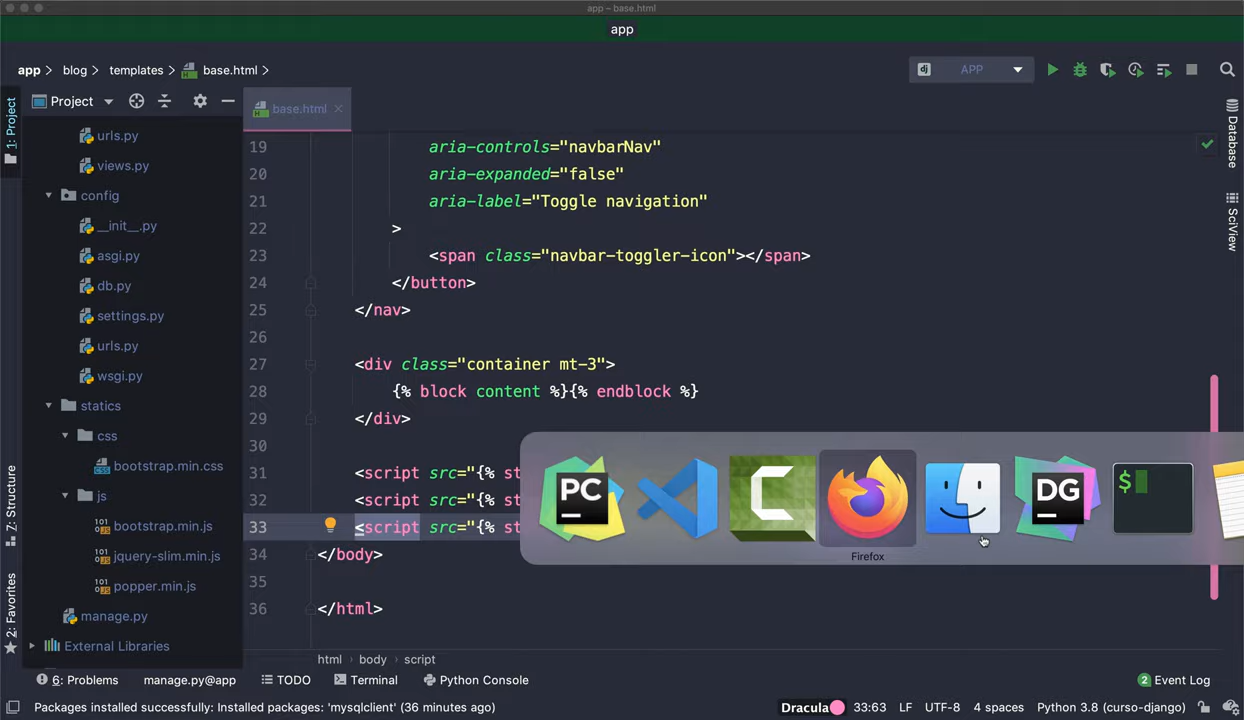 app – base.html
app
app
blog
templates
base.html
dj
APP
1: Project
Project
base.html
Database
SciView
7: Structure
2: Favorites
urls.py
views.py
config
__init__.py
asgi.py
db.py
settings.py
urls.py
wsgi.py
statics
css
bootstrap.min.css
js
bootstrap.min.js
jquery-slim.min.js
popper.min.js
manage.py
External Libraries
19 aria-controls="navbarNav"
20 aria-expanded="false"
21 aria-label="Toggle navigation"
22 >
23 <span class="navbar-toggler-icon"></span>
24 </button>
25 </nav>
26
27 <div class="container mt-3">
28 {% block content %}{% endblock %}
29 </div>
30
31 <script src="{% st
32 <script src="{% st
33 <script src="{% st
34 </body>
35
36 </html>
PC
C
DG
$
Firefox
html
body
script
6: Problems
manage.py@app
TODO
Terminal
Python Console
2 Event Log
Packages installed successfully: Installed packages: 'mysqlclient' (36 minutes ago)
Dracula
33:63
LF
UTF-8
4 spaces
Python 3.8 (curso-django)